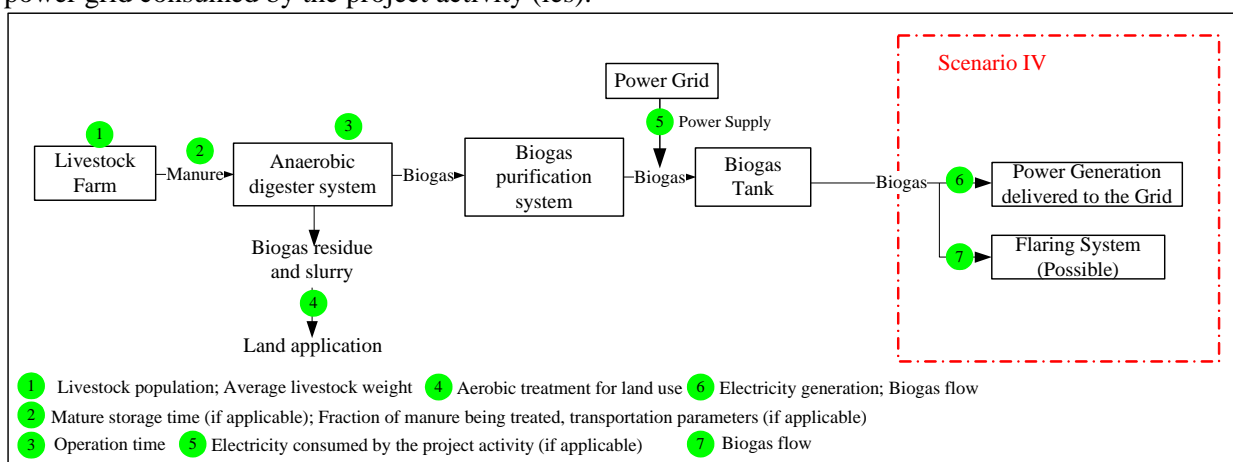 power grid consumed by the project activity (ies).
Scenario IV
Power Grid
5 Power Supply
1
2
3
Livestock
Farm
Manure
Anaerobic
digester system
Biogas
Biogas
purification
system
Biogas
Biogas
Tank
Biogas
6
Power Generation
delivered to the Grid
7
Flaring System
(Possible)
Biogas residue
and slurry
4
Land application
1 Livestock population; Average livestock weight 4 Aerobic treatment for land use 6 Electricity generation; Biogas flow
2 Mature storage time (if applicable); Fraction of manure being treated, transportation parameters (if applicable)
3 Operation time 5 Electricity consumed by the project activity (if applicable) 7 Biogas flow